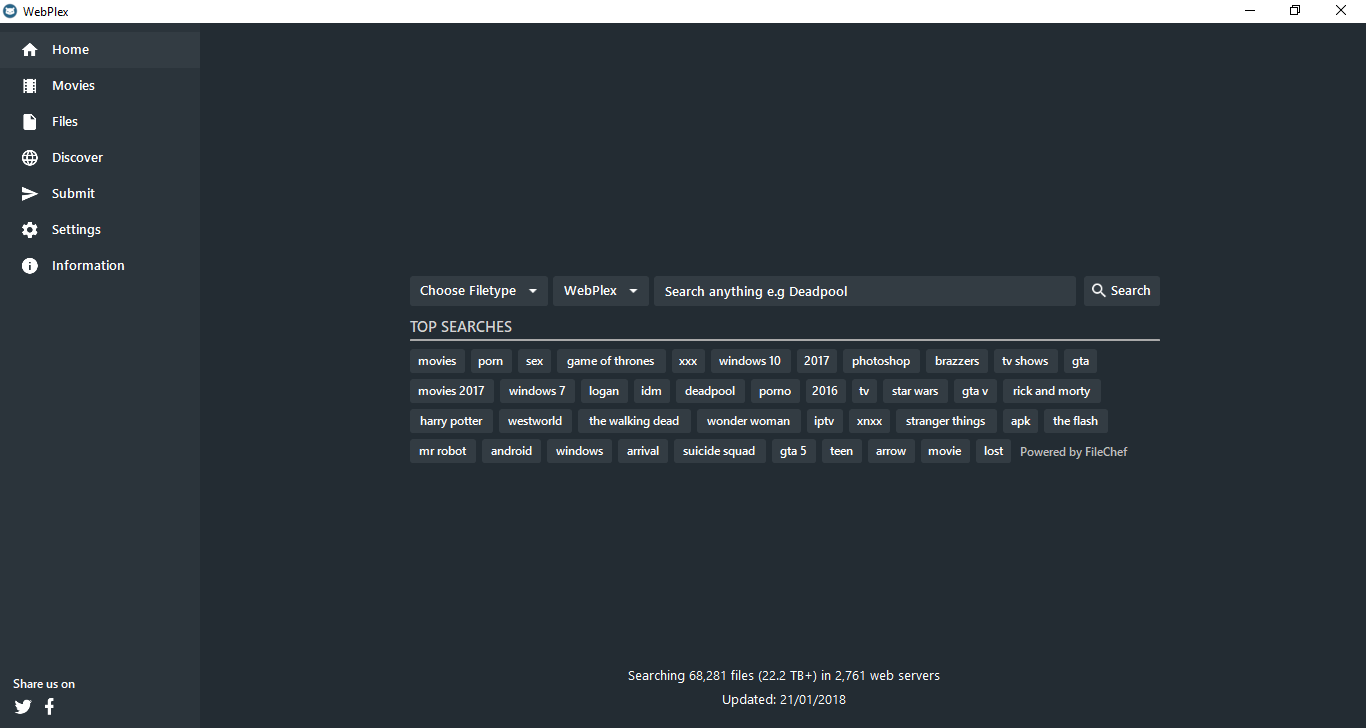 WebPlex
Home
Movies
Files
Discover
Submit
Settings
Information
Choose Filetype WebPlex Search anything e.g Deadpool Search
TOP SEARCHES
movies porn sex game of thrones xxx windows 10 2017 photoshop brazzers tv shows gta
movies 2017 windows 7 logan idm deadpool porno 2016 tv star wars gta v rick and morty
harry potter westworld the walking dead wonder woman iptv xnxx stranger things apk the flash
mr robot android windows arrival suicide squad gta 5 teen arrow movie lost Powered by FileChef
Searching 68,281 files (22.2 TB+) in 2,761 web servers
Updated: 21/01/2018
Share us on